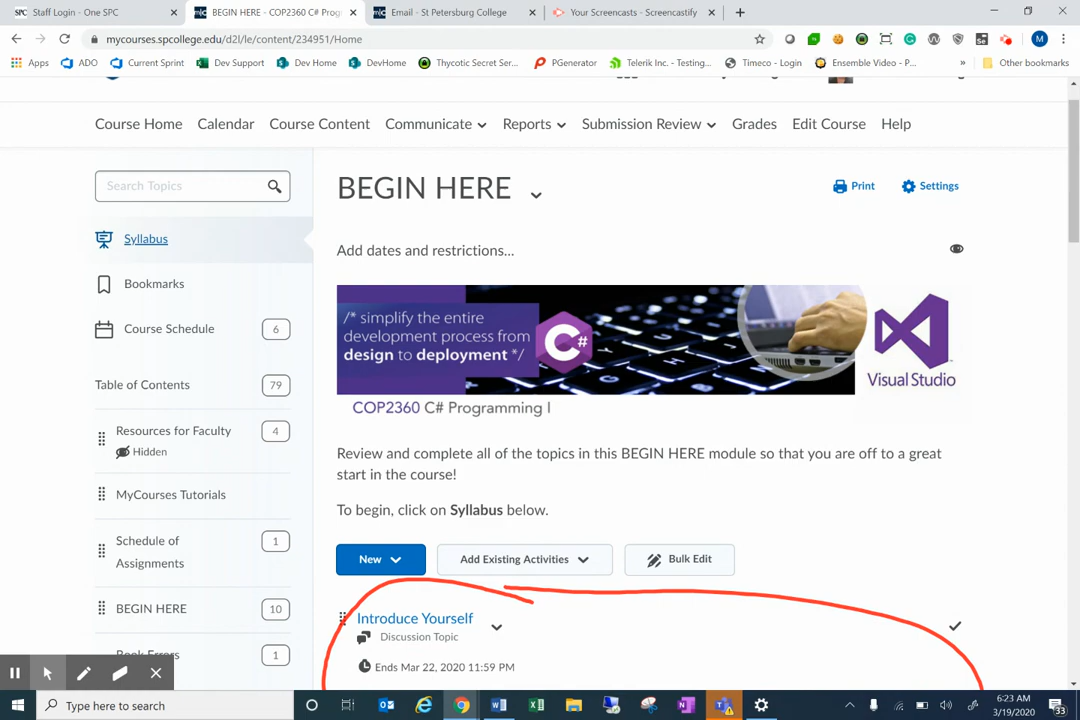 Staff Login - One SPC
BEGIN HERE - COP2360 C# Prog
Email - St Petersburg College
Your Screencasts - Screencastify
mycourses.spcollege.edu/d2l/le/content/234951/Home
Apps
ADO
Current Sprint
Dev Support
Dev Home
DevHome
Thycotic Secret Ser...
PGenerator
Telerik Inc. - Testing...
Timeco - Login
Ensemble Video - P...
Other bookmarks
Course Home
Calendar
Course Content
Communicate
Reports
Submission Review
Grades
Edit Course
Help
Search Topics
Syllabus
Bookmarks
Course Schedule 6
Table of Contents 79
Resources for Faculty 4
Hidden
MyCourses Tutorials
Schedule of 1
Assignments
BEGIN HERE 10
Book Errors 1
BEGIN HERE
Print
Settings
Add dates and restrictions...
/* simplify the entire
development process from
design to deployment */
C#
Visual Studio
COP2360 C# Programming I
Review and complete all of the topics in this BEGIN HERE module so that you are off to a great
start in the course!
To begin, click on Syllabus below.
New
Add Existing Activities
Bulk Edit
Introduce Yourself
Discussion Topic
Ends Mar 22, 2020 11:59 PM
Type here to search
6:23 AM
3/19/2020
33